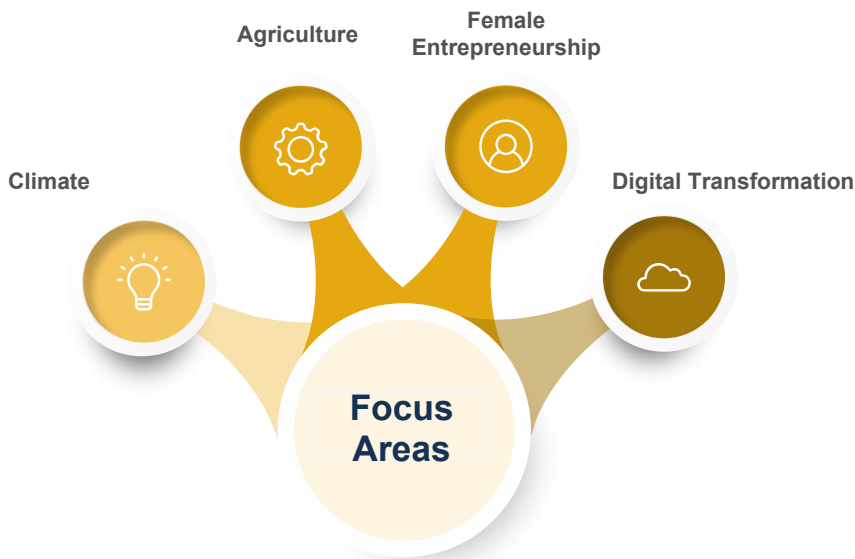 Climate
Agriculture
Female
Entrepreneurship
Digital Transformation
Focus
Areas